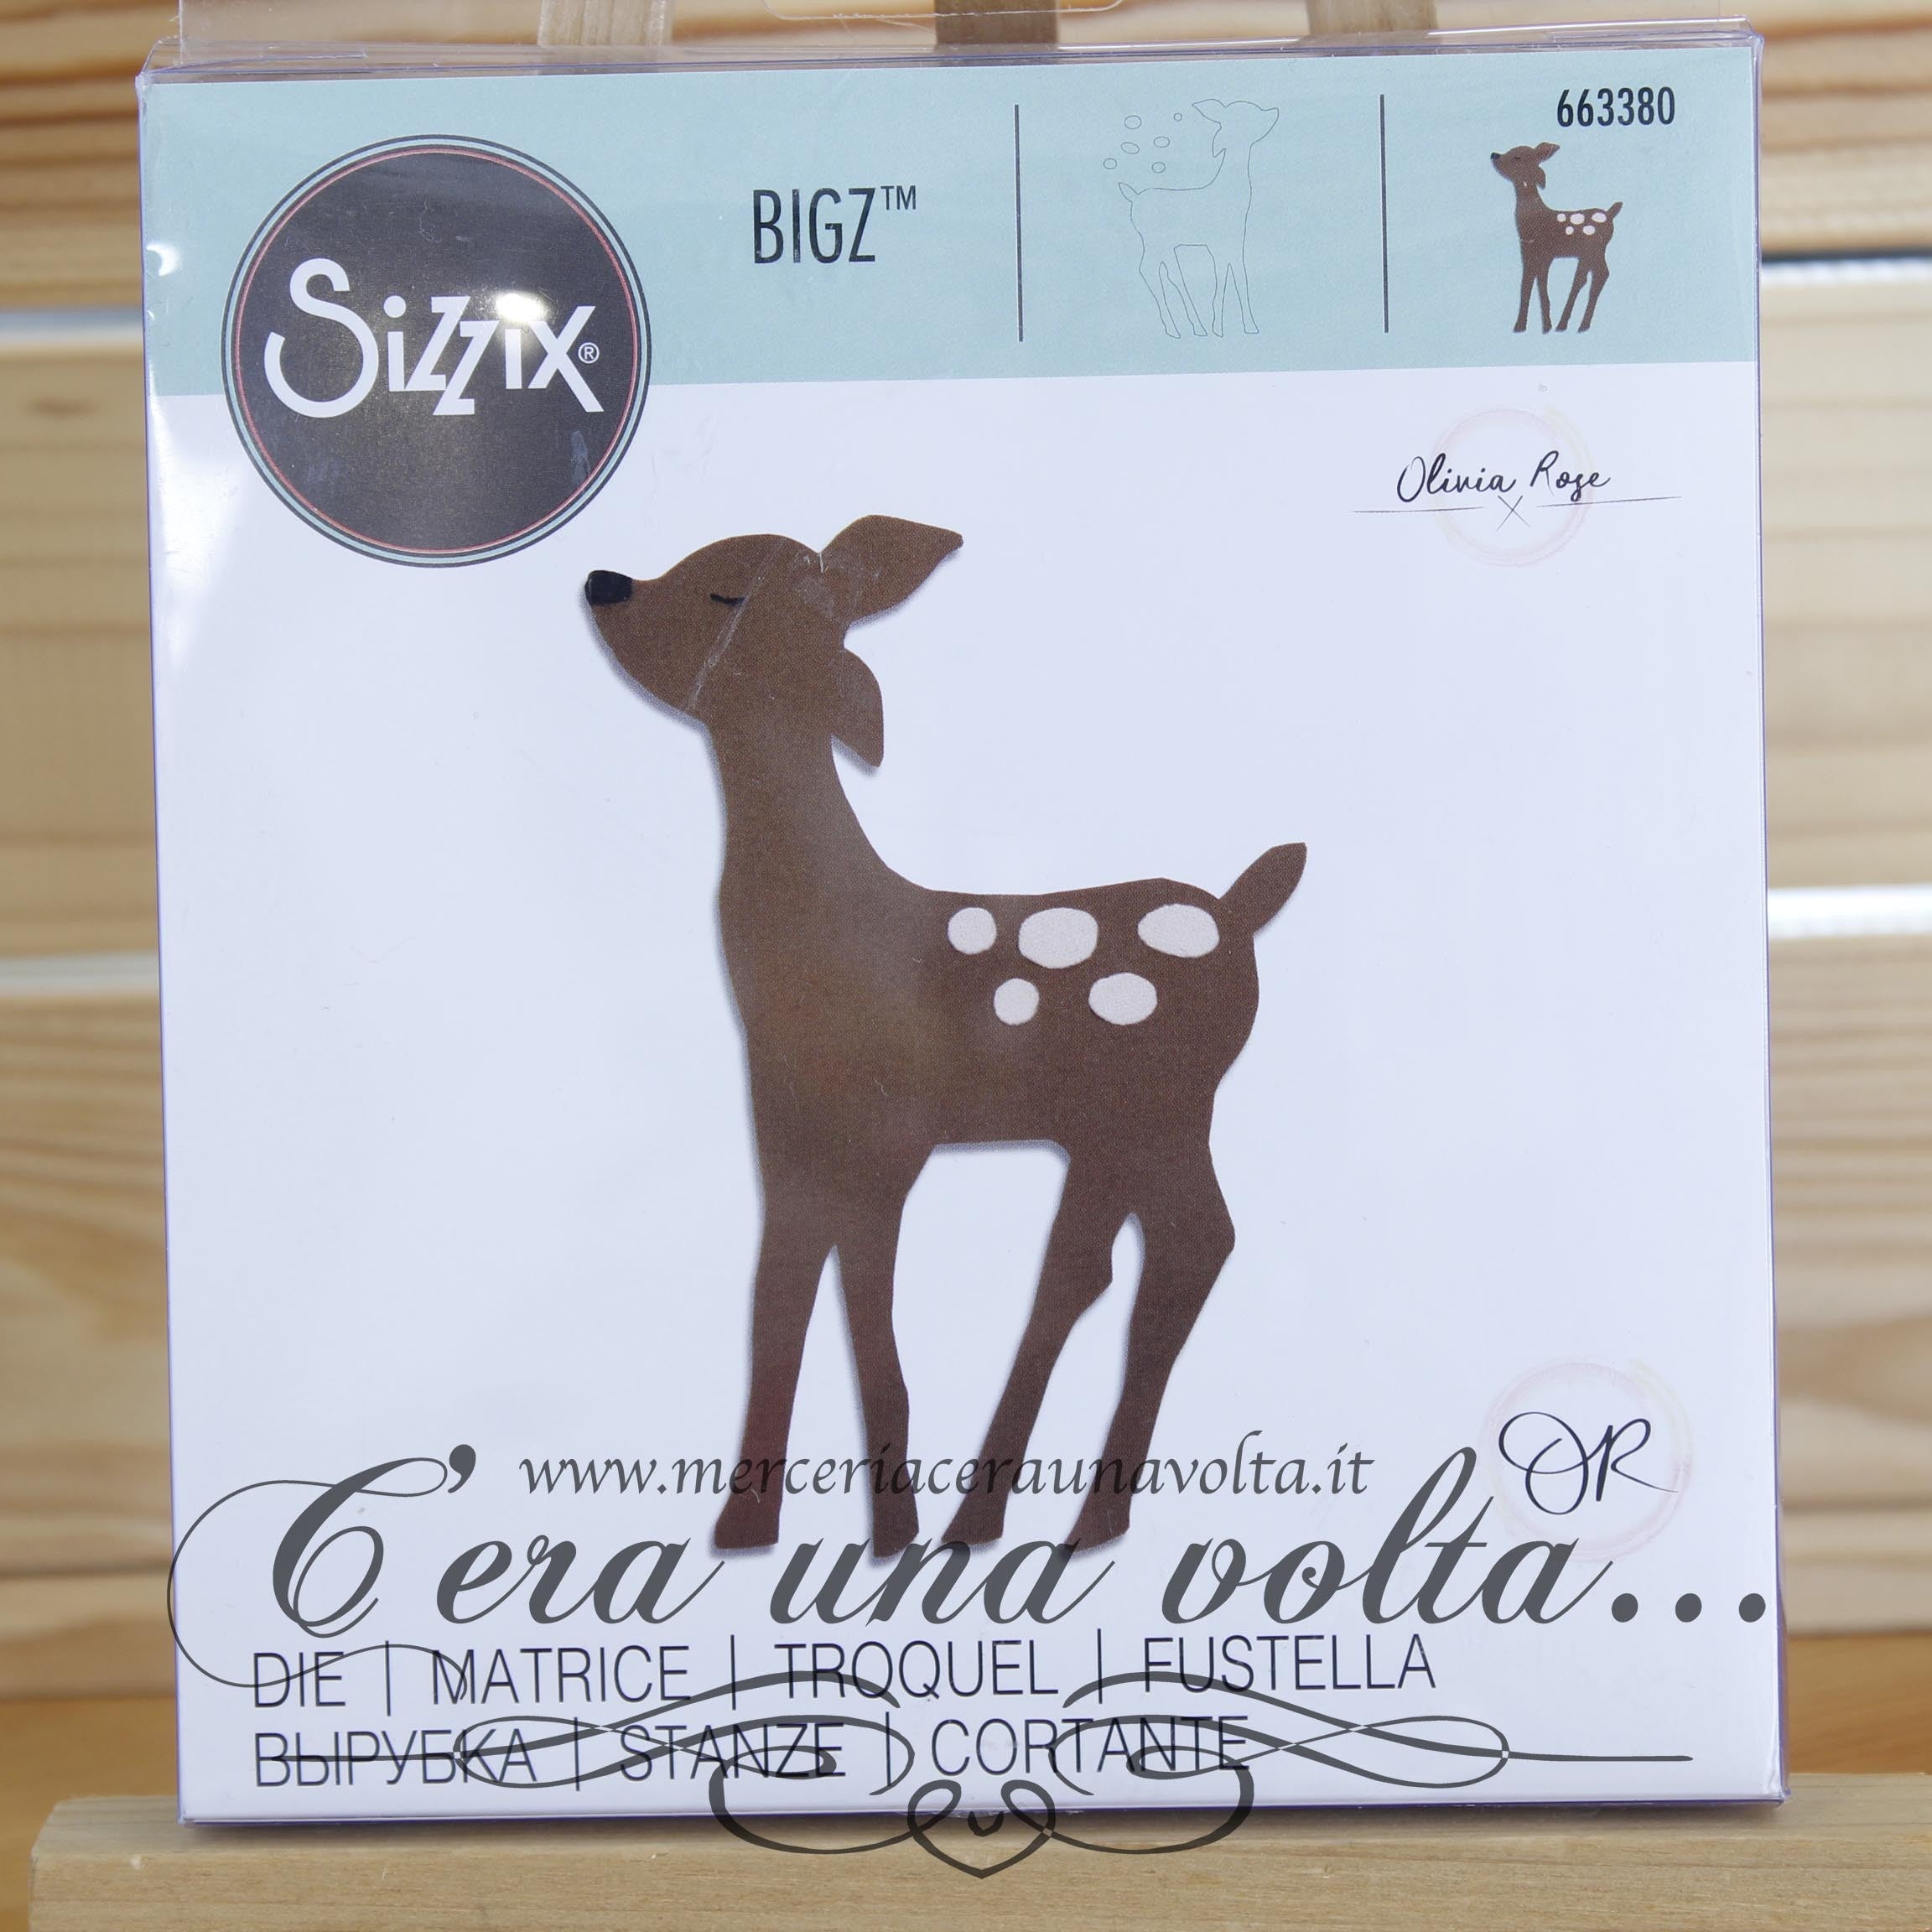 663380
Sizzix®
BIGZ™
Olivia Rose
OR
www.merceriaceraunavolta.it
C'era una volta...
DIE | MATRICE | TROQUEL | FUSTELLA
ВЫРУБКА | STANZE | CORTANTE